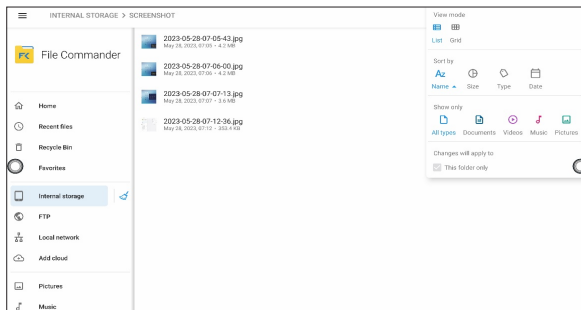 INTERNAL STORAGE > SCREENSHOT
FK File Commander
Home
Recent files
Recycle Bin
Favorites
Internal storage
FTP
Local network
Add cloud
Pictures
Music
2023-05-28-07-05-43.jpg
May 28, 2023, 07:05 • 4.2 MB
2023-05-28-07-06-00.jpg
May 28, 2023, 07:06 • 4.2 MB
2023-05-28-07-07-13.jpg
May 28, 2023, 07:07 • 3.6 MB
2023-05-28-07-12-36.jpg
May 28, 2023, 07:12 • 353.4 KB
View mode
List Grid
Sort by
Az
Name Size Type Date
Show only
All types Documents Videos Music Pictures
Changes will apply to:
This folder only